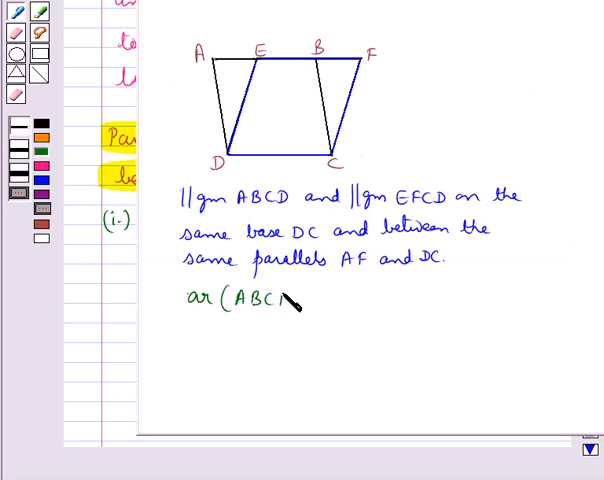 A E B F
D C
||gm ABCD and ||gm EFCD on the
same base DC and between the
same parallels AF and DC.
(i.)
ar (ABC